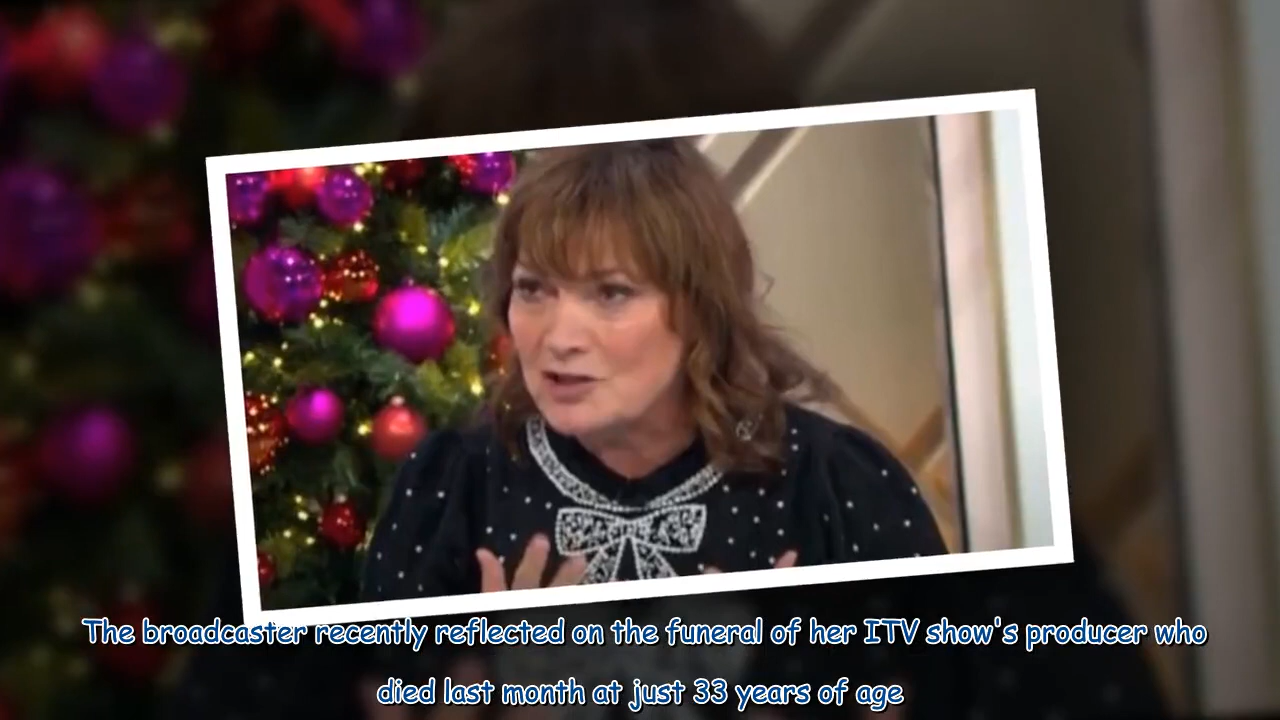 The broadcaster recently reflected on the funeral of her ITV show's producer who
died last month at just 33 years of age